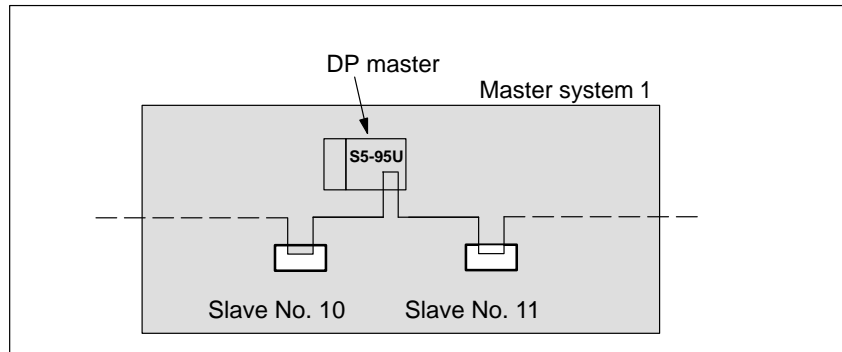 DP master
Master system 1
S5-95U
Slave No. 10
Slave No. 11